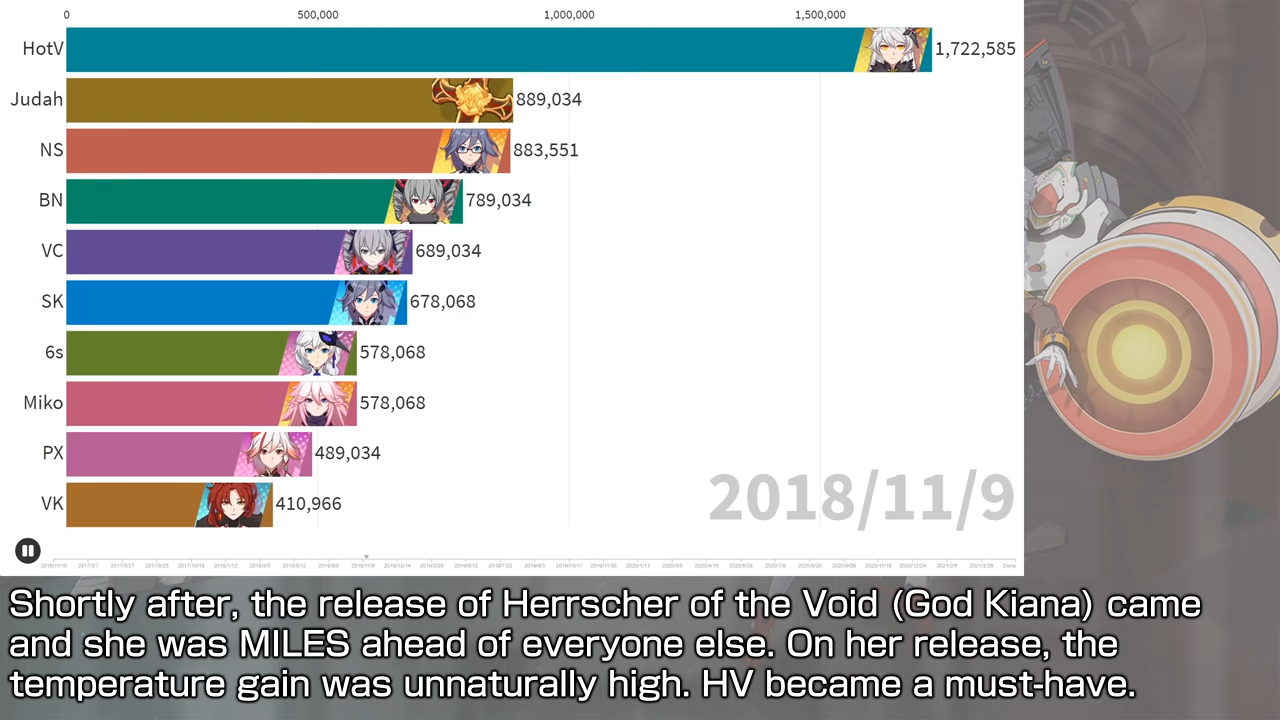 0 500,000 1,000,000 1,500,000
HotV 1,722,585
Judah 889,034
NS 883,551
BN 789,034
VC 689,034
SK 678,068
6s 578,068
Miko 578,068
PX 489,034
VK 410,966
2018/11/9
Shortly after, the release of Herrscher of the Void (God Kiana) came
and she was MILES ahead of everyone else. On her release, the
temperature gain was unnaturally high. HV became a must-have.